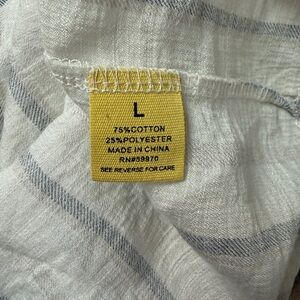 L
75%COTTON
25%POLYESTER
MADE IN CHINA
RN#59970
SEE REVERSE FOR CARE